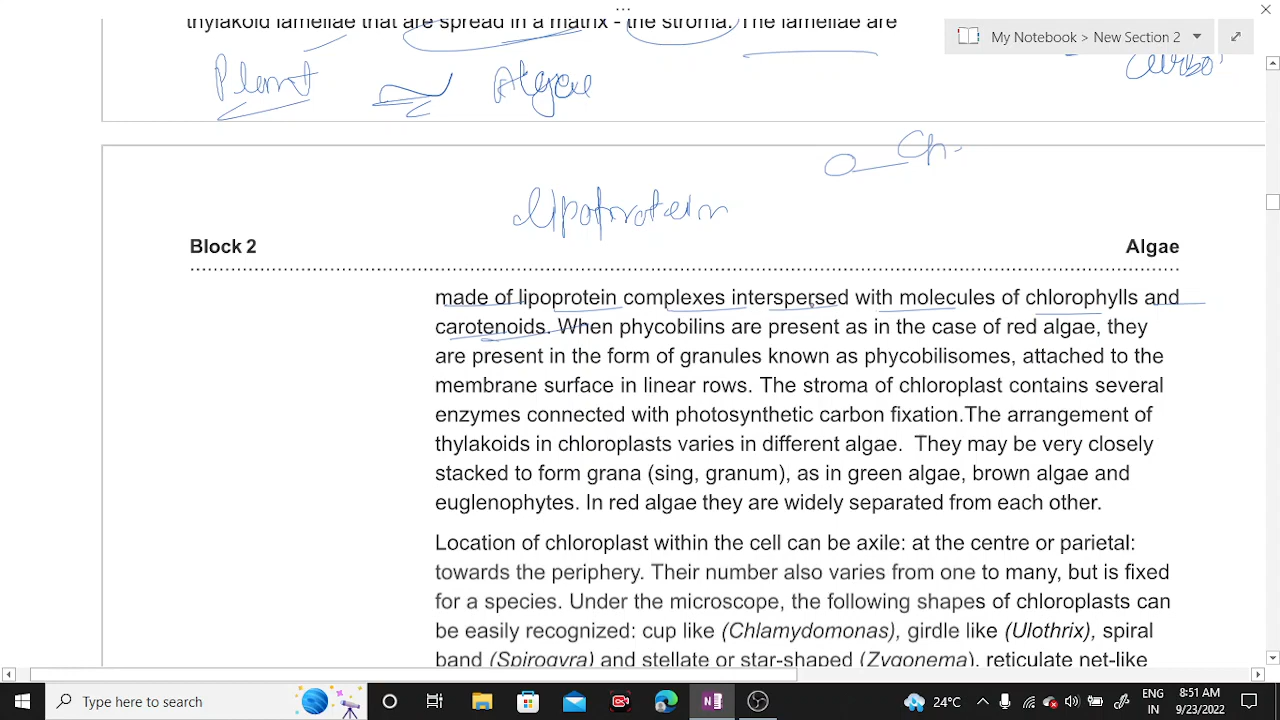 thylakoid lamellae that are spread in a matrix - the stroma. The lamellae are
My Notebook > New Section 2
Plant Algae
Ch
lipoprotein
Block 2 Algae
made of lipoprotein complexes interspersed with molecules of chlorophylls and
carotenoids. When phycobilins are present as in the case of red algae, they
are present in the form of granules known as phycobilisomes, attached to the
membrane surface in linear rows. The stroma of chloroplast contains several
enzymes connected with photosynthetic carbon fixation.The arrangement of
thylakoids in chloroplasts varies in different algae. They may be very closely
stacked to form grana (sing, granum), as in green algae, brown algae and
euglenophytes. In red algae they are widely separated from each other.
Location of chloroplast within the cell can be axile: at the centre or parietal:
towards the periphery. Their number also varies from one to many, but is fixed
for a species. Under the microscope, the following shapes of chloroplasts can
be easily recognized: cup like (Chlamydomonas), girdle like (Ulothrix), spiral
band (Spirogyra) and stellate or star-shaped (Zygonema), reticulate net-like
Type here to search
24°C
ENG
IN
8:51 AM
9/23/2022